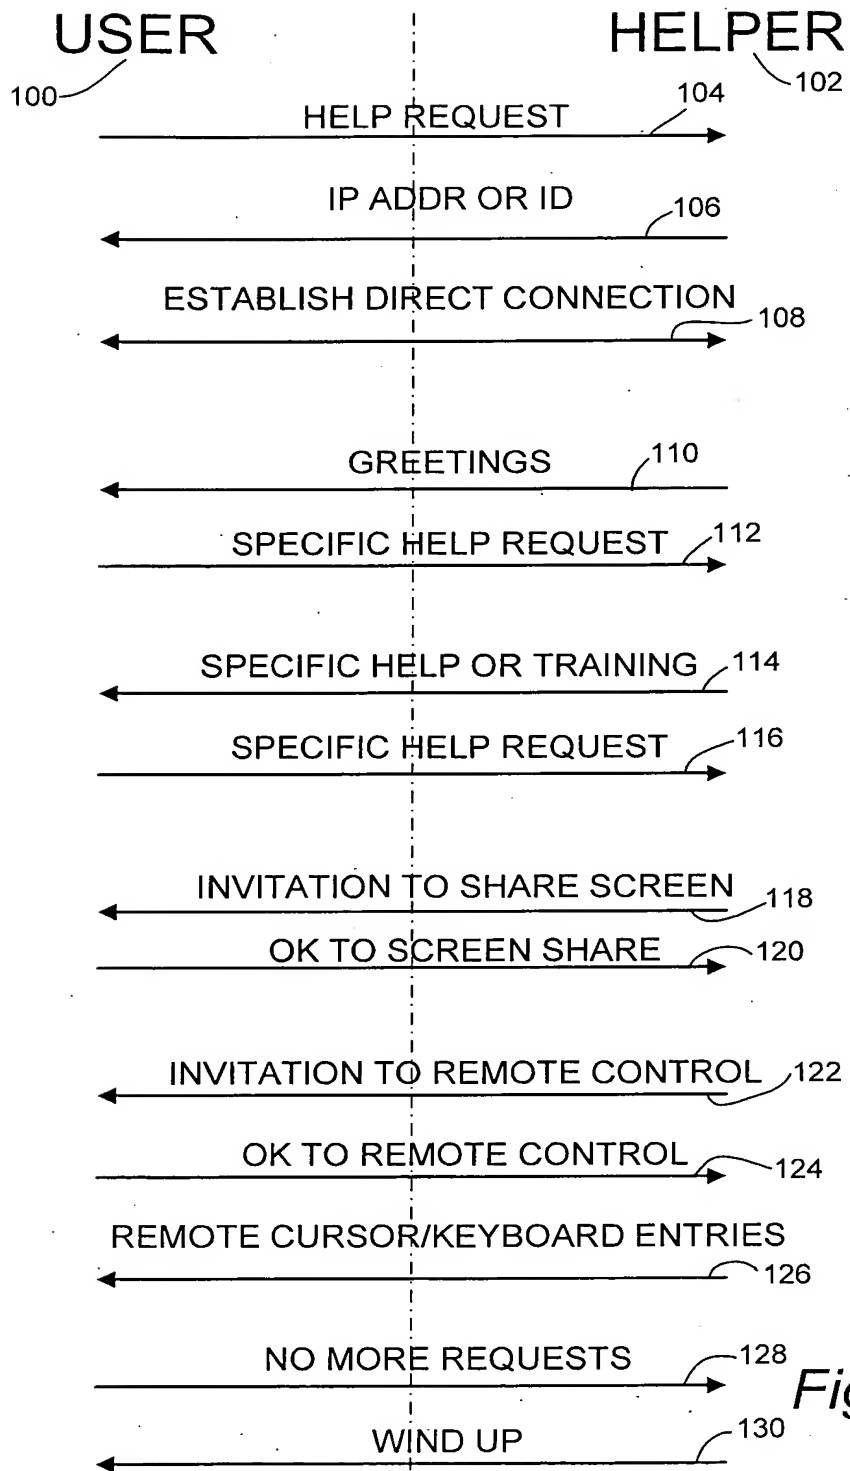 USER HELPER
100 102
HELP REQUEST 104
IP ADDR OR ID 106
ESTABLISH DIRECT CONNECTION
108
GREETINGS 110
SPECIFIC HELP REQUEST 112
SPECIFIC HELP OR TRAINING 114
SPECIFIC HELP REQUEST 116
INVITATION TO SHARE SCREEN
118
OK TO SCREEN SHARE 120
INVITATION TO REMOTE CONTROL 122
OK TO REMOTE CONTROL 124
REMOTE CURSOR/KEYBOARD ENTRIES
126
NO MORE REQUESTS 128
Fig
WIND UP 130